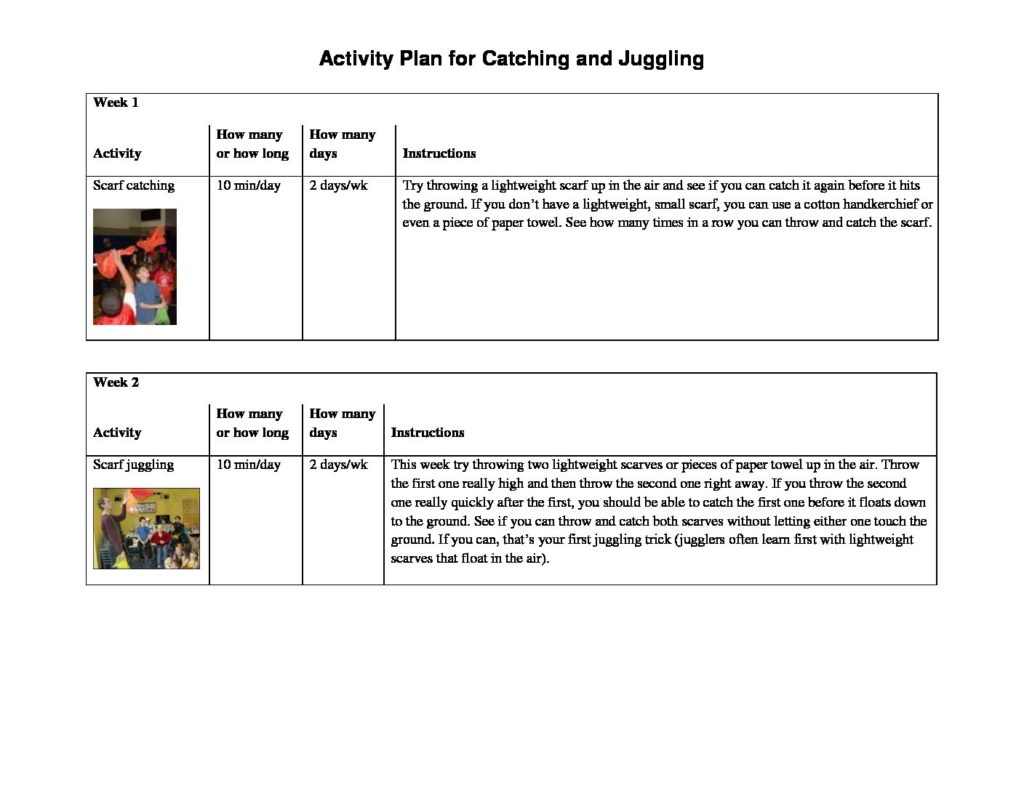 Activity Plan for Catching and Juggling
Week 1
Activity
How many
or how long
How many
days
Instructions
Scarf catching
10 min/day
2 days/wk
Try throwing a lightweight scarf up in the air and see if you can catch it again before it hits
the ground. If you don’t have a lightweight, small scarf, you can use a cotton handkerchief or
even a piece of paper towel. See how many times in a row you can throw and catch the scarf.
Week 2
Activity
How many
or how long
How many
days
Instructions
Scarf juggling
10 min/day
2 days/wk
This week try throwing two lightweight scarves or pieces of paper towel up in the air. Throw
the first one really high and then throw the second one right away. If you throw the second
one really quickly after the first, you should be able to catch the first one before it floats down
to the ground. See if you can throw and catch both scarves without letting either one touch the
ground. If you can, that’s your first juggling trick (jugglers often learn first with lightweight
scarves that float in the air).